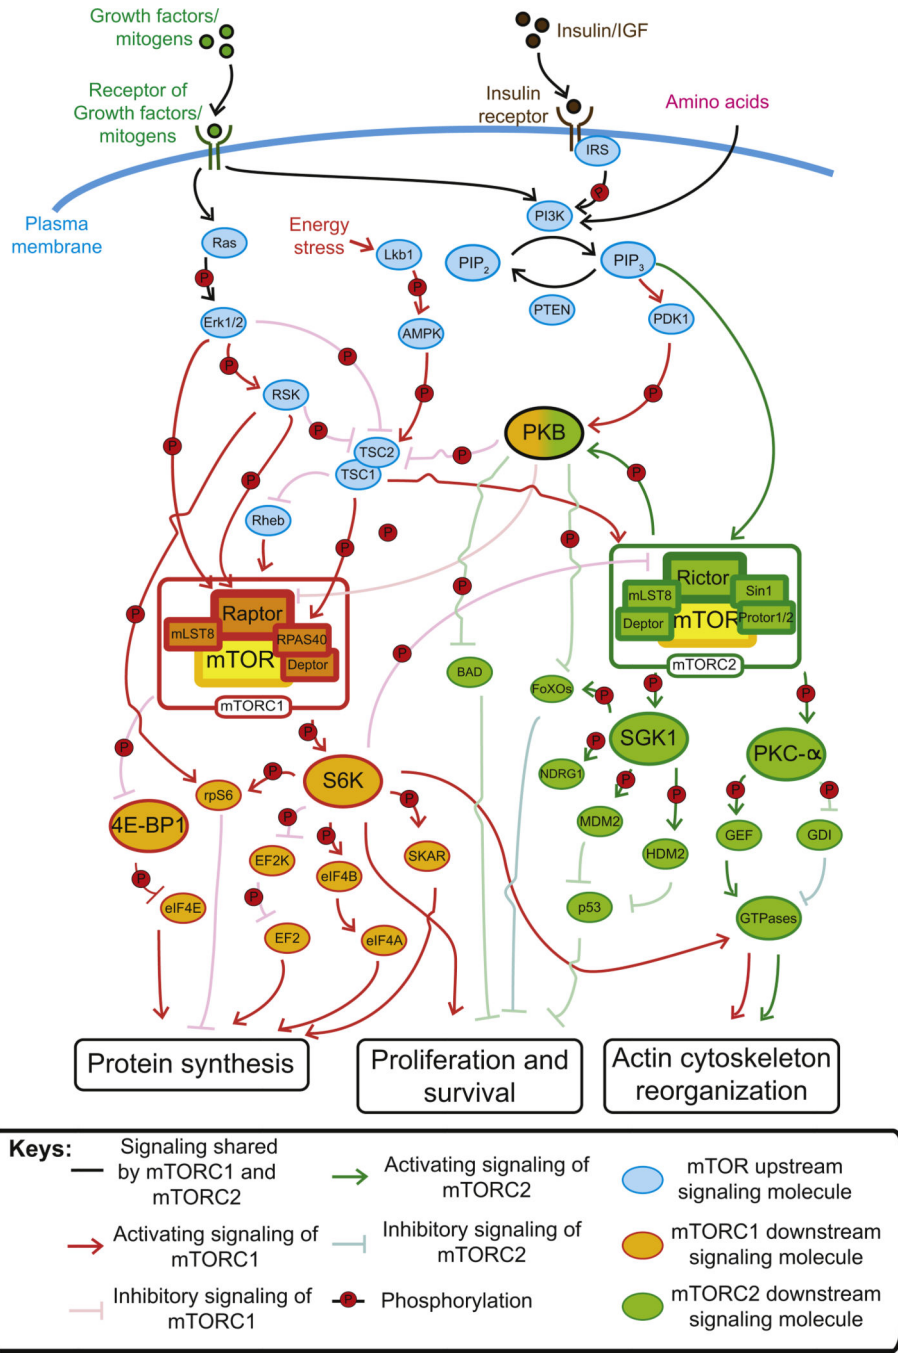 Growth factors/
mitogens
Insulin/IGF
Receptor of
Growth factors/
mitogens
Insulin
receptor
Amino acids
IRS
P
PI3K
Plasma
membrane
Ras
Energy
stress
Lkb1
PIP2
PIP3
P
P
PTEN
PDK1
Erk1/2
AMPK
P
P
RSK
P
P
P
PKB
P
TSC2
P
TSC1
P
P
Rheb
P
P
P
P
Rictor
mLST8
Sin1
Deptor
mTOR
Protor1/2
mTORC2
Raptor
mLST8
RPAS40
mTOR
Deptor
mTORC1
P
P
P
BAD
FoXOs
P
P
P
P
P
SGK1
P
PKC-α
P
S6K
NDRG1
rpS6
P
P
P
P
P
P
4E-BP1
P
P
MDM2
GEF
GDI
EF2K
SKAR
HDM2
P
eIF4B
P
eIF4E
p53
GTPases
EF2
eIF4A
Protein synthesis
Proliferation and
survival
Actin cytoskeleton
reorganization
Keys:
Signaling shared
by mTORC1 and
mTORC2
Activating signaling of
mTORC2
mTOR upstream
signaling molecule
Activating signaling of
mTORC1
Inhibitory signaling of
mTORC2
mTORC1 downstream
signaling molecule
Inhibitory signaling of
mTORC1
P
Phosphorylation
mTORC2 downstream
signaling molecule